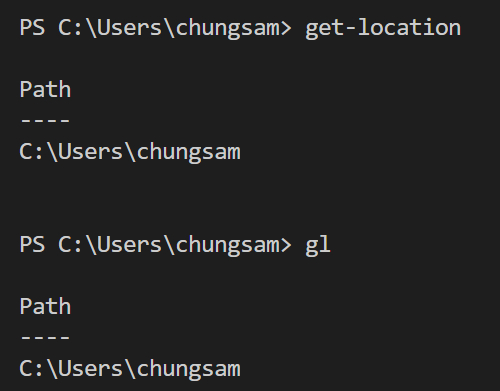 PS C:\Users\chungsam> get-location
Path
----
C:\Users\chungsam
PS C:\Users\chungsam> gl
Path
----
C:\Users\chungsam